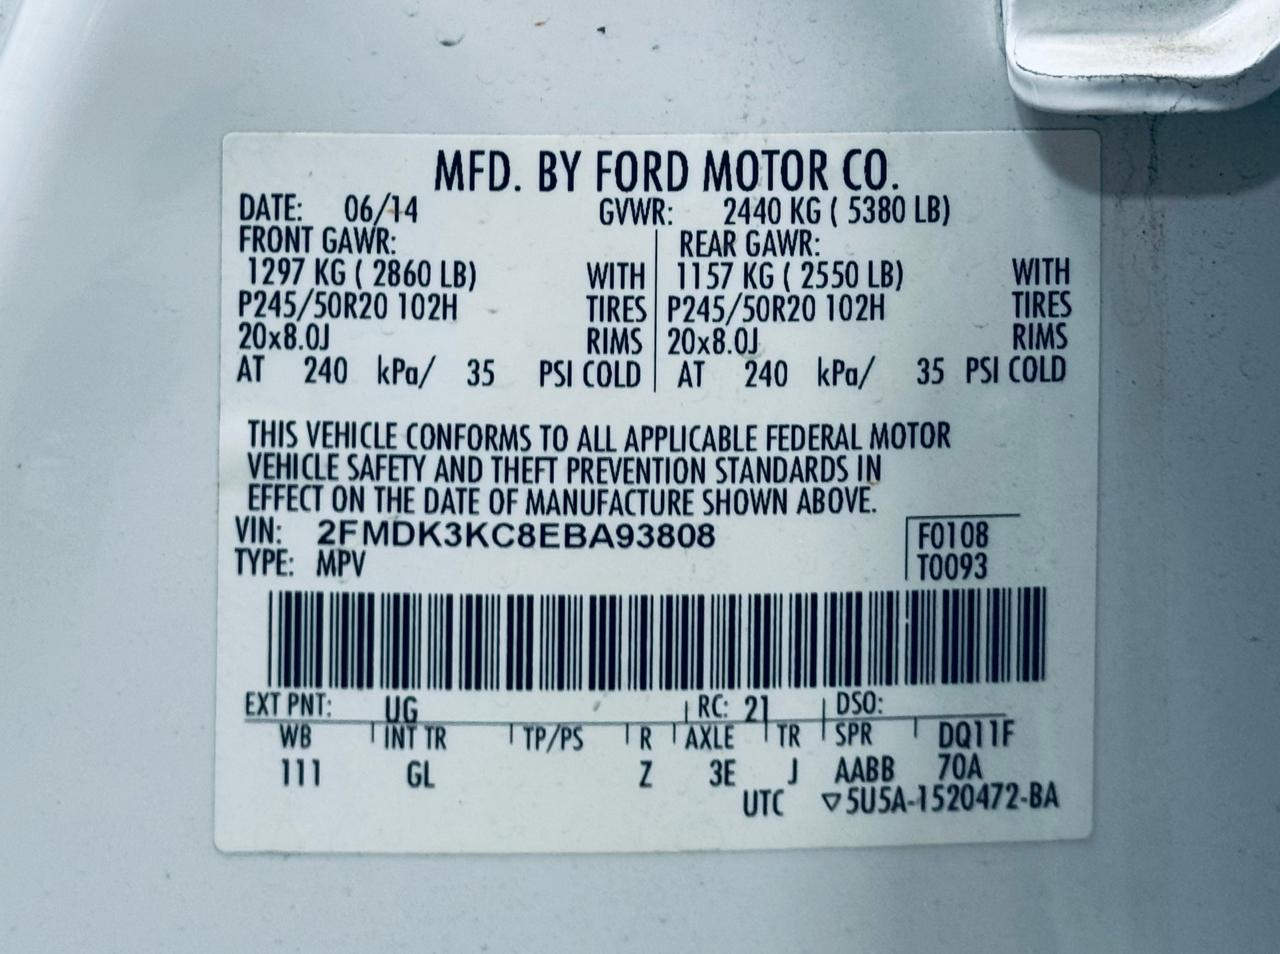 MFD. BY FORD MOTOR CO.
DATE: 06/14 GVWR: 2440 KG ( 5380 LB)
FRONT GAWR: REAR GAWR:
1297 KG ( 2860 LB) WITH 1157 KG ( 2550 LB) WITH
P245/50R20 102H TIRES P245/50R20 102H TIRES
20x8.0J RIMS 20x8.0J RIMS
AT 240 kPa/ 35 PSI COLD AT 240 kPa/ 35 PSI COLD
THIS VEHICLE CONFORMS TO ALL APPLICABLE FEDERAL MOTOR
VEHICLE SAFETY AND THEFT PREVENTION STANDARDS IN
EFFECT ON THE DATE OF MANUFACTURE SHOWN ABOVE.
VIN: 2FMDK3KC8EBA93808 F0108
TYPE: MPV T0093
EXT PNT: UG RC: 21 DSO:
WB INT TR TP/PS R AXLE TR SPR DQ11F
111 GL Z 3E J AABB 70A
UTC ▽5U5A-1520472-BA